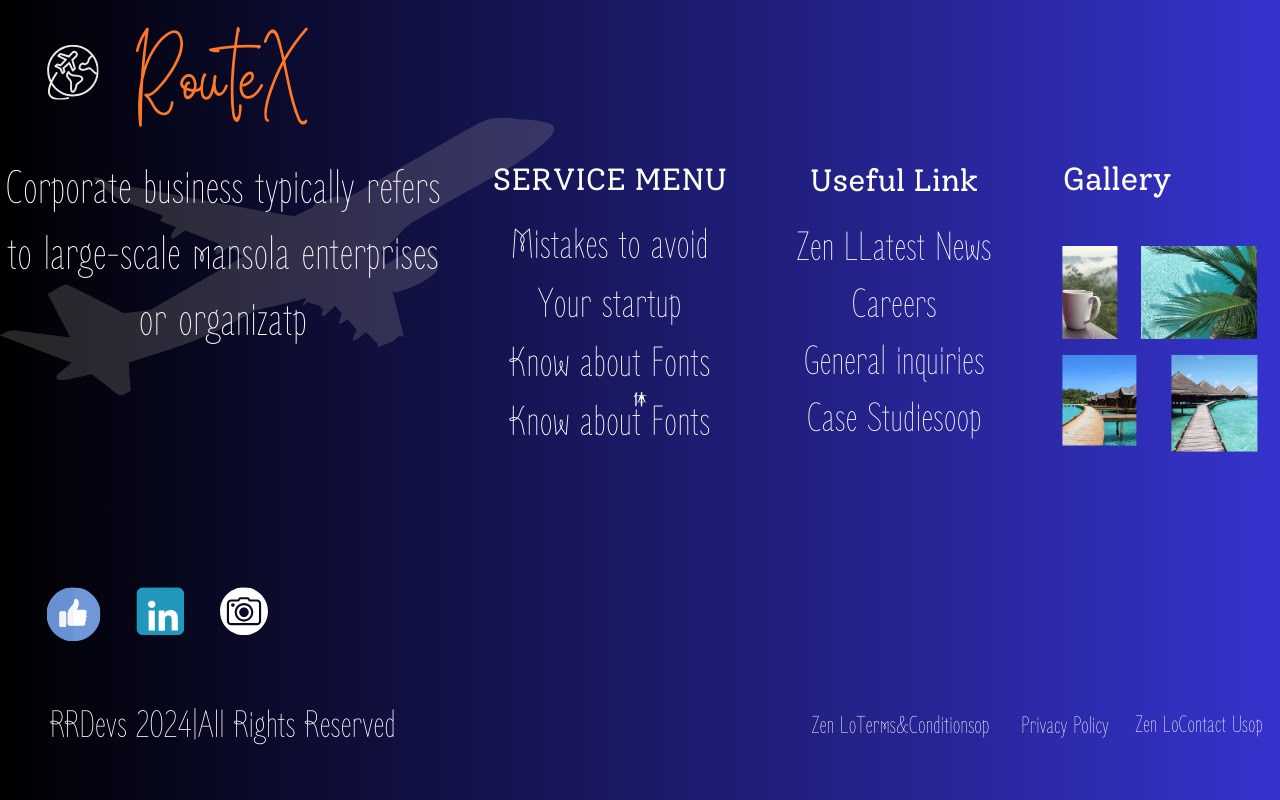 RouteX
Corporate business typically refers
to large-scale mansola enterprises
or organizatp
SERVICE MENU
Mistakes to avoid
Your startup
Know about Fonts
Know about Fonts
Useful Link
Zen LLatest News
Careers
General inquiries
Case Studiesoop
Gallery
in
RRDevs 2024|All Rights Reserved
Zen LoTerms&Conditionsop
Privacy Policy
Zen LoContact Usop